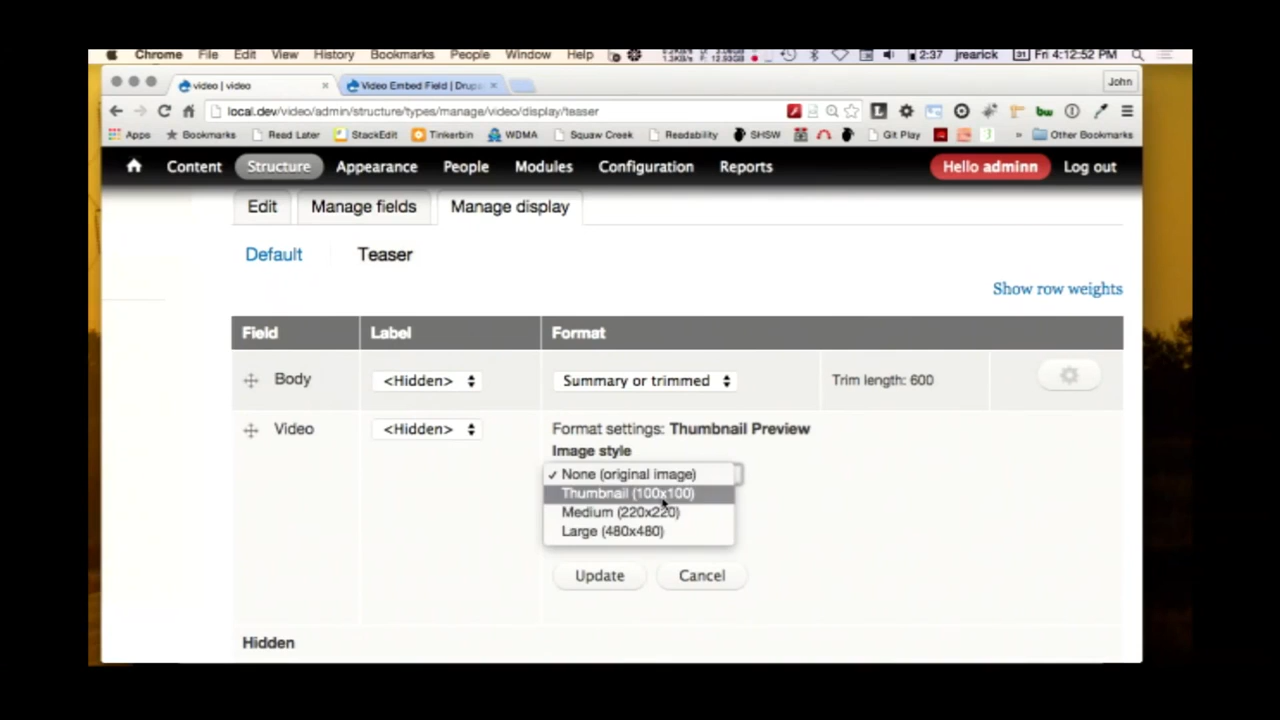 Chrome File Edit View History Bookmarks People Window Help 2:37 jrearick 31 Fri 4:12:52 PM
video | video Video Embed Field | Drupa John
local.dev/video/admin/structure/types/manage/video/display/teaser
Apps Bookmarks Read Later StackEdit Tinkerbin WDMA Squaw Creek Readability SHSW Git Play » Other Bookmarks
Content Structure Appearance People Modules Configuration Reports Hello adminn Log out
Edit Manage fields Manage display
Default Teaser
Show row weights
Field Label Format
Body <Hidden> Summary or trimmed Trim length: 600
Video <Hidden> Format settings: Thumbnail Preview
Image style
✓ None (original image)
Thumbnail (100x100)
Medium (220x220)
Large (480x480)
Update Cancel
Hidden